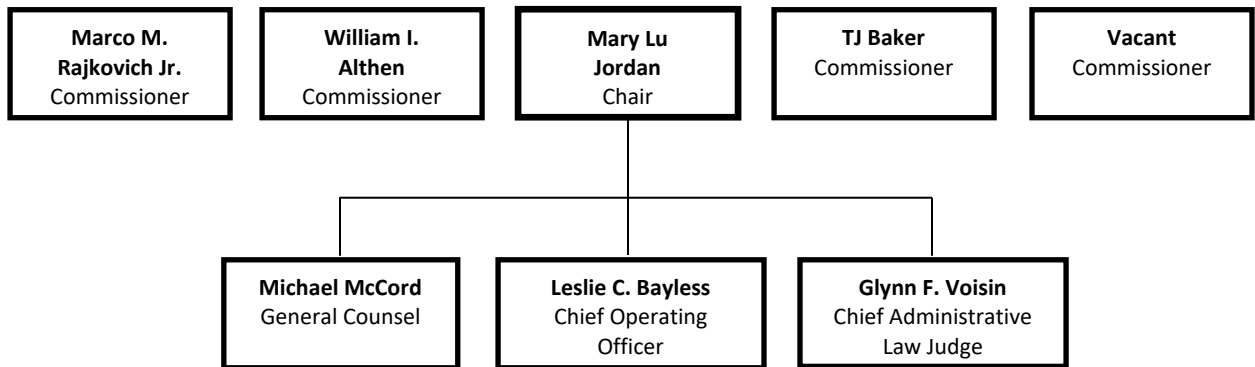 Marco M.
Rajkovich Jr.
Commissioner
William I.
Althen
Commissioner
Mary Lu
Jordan
Chair
TJ Baker
Commissioner
Vacant
Commissioner
Michael McCord
General Counsel
Leslie C. Bayless
Chief Operating
Officer
Glynn F. Voisin
Chief Administrative
Law Judge